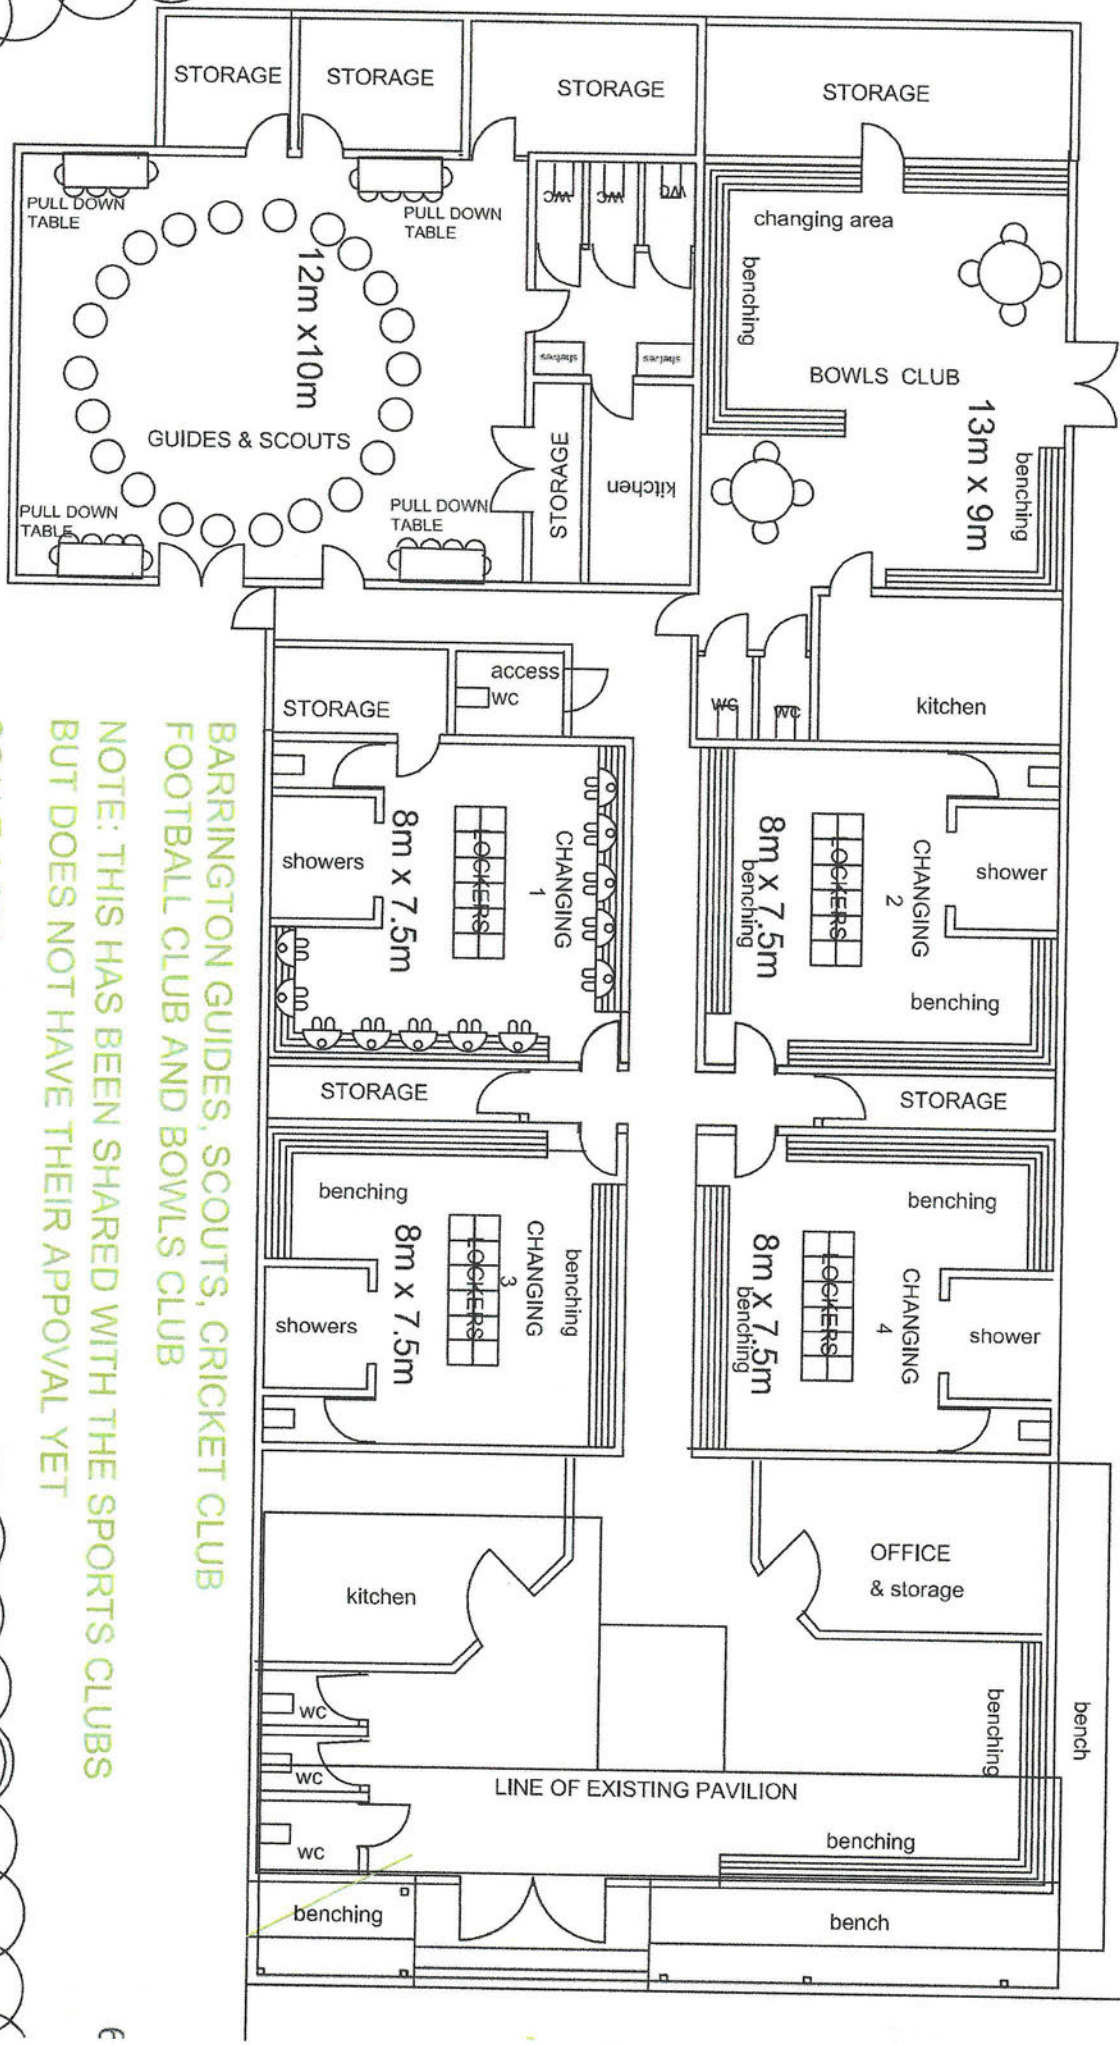 STORAGE
STORAGE
STORAGE
STORAGE
PULL DOWN
TABLE
PULL DOWN
TABLE
wc
wc
wc
changing area
benching
12m x10m
shelves
shelves
BOWLS CLUB
13m x 9m
benching
GUIDES & SCOUTS
STORAGE
kitchen
PULL DOWN
TABLE
PULL DOWN
TABLE
access
wc
STORAGE
wc
wc
kitchen
showers
8m x 7.5m
LOCKERS
CHANGING
1
8m x 7.5m
benching
LOCKERS
CHANGING
2
shower
benching
STORAGE
STORAGE
benching
showers
8m x 7.5m
LOCKERS
CHANGING
3
benching
8m x 7.5m
benching
LOCKERS
CHANGING
4
benching
shower
kitchen
OFFICE
& storage
wc
wc
wc
benching
bench
LINE OF EXISTING PAVILION
benching
benching
bench
BARRINGTON GUIDES, SCOUTS, CRICKET CLUB
FOOTBALL CLUB AND BOWLS CLUB
NOTE: THIS HAS BEEN SHARED WITH THE SPORTS CLUBS
BUT DOES NOT HAVE THEIR APPROVAL YET